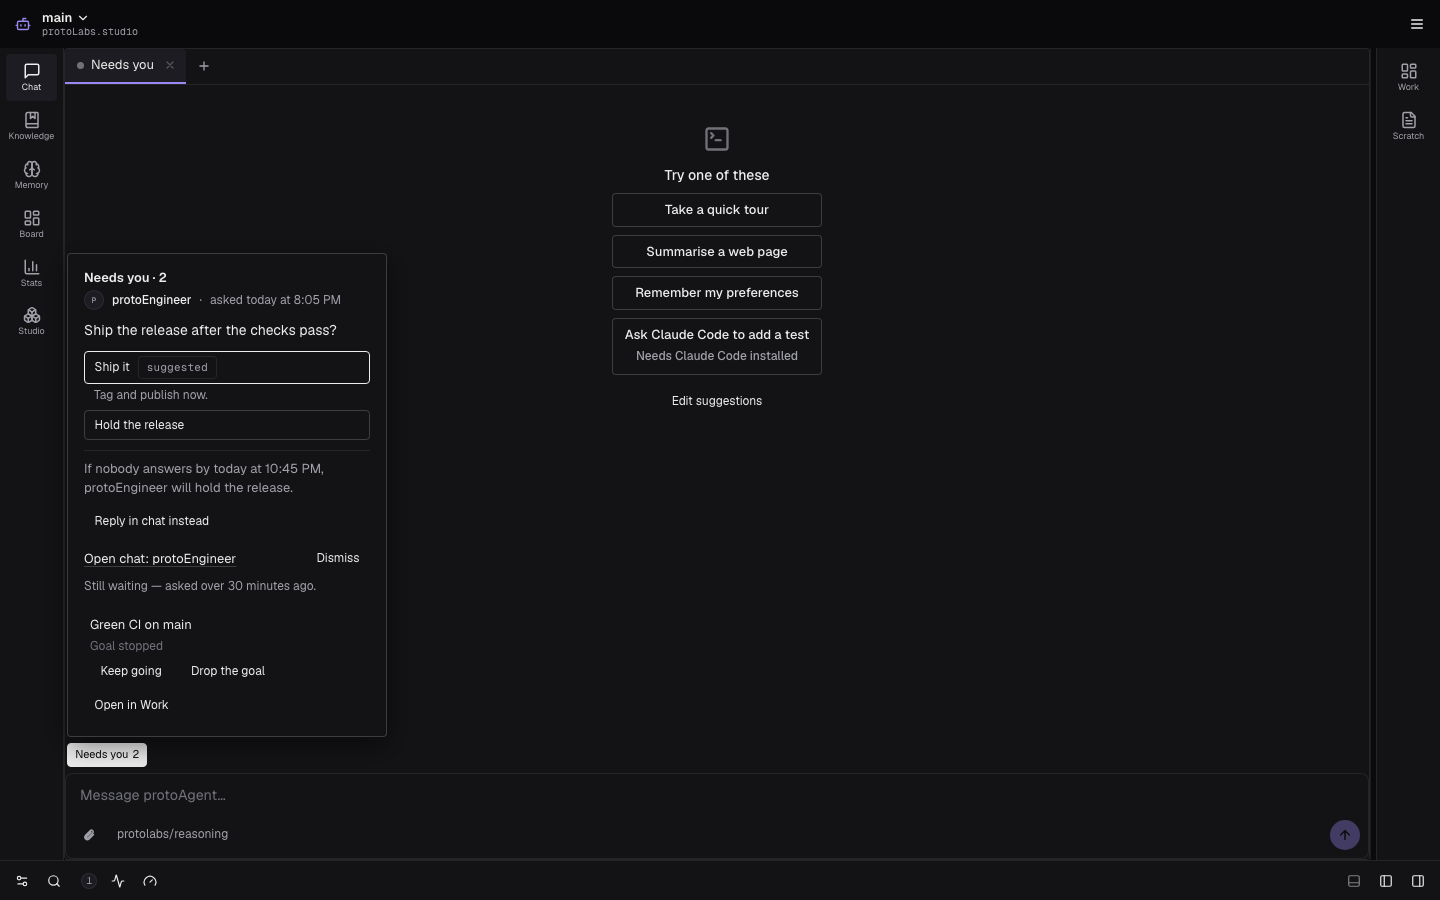 main
protoLabs.studio
Needs you
Chat
Knowledge
Memory
Board
Stats
Studio
Work
Scratch
Try one of these
Take a quick tour
Summarise a web page
Remember my preferences
Ask Claude Code to add a test
Needs Claude Code installed
Edit suggestions
Needs you · 2
P protoEngineer · asked today at 8:05 PM
Ship the release after the checks pass?
Ship it suggested
Tag and publish now.
Hold the release
If nobody answers by today at 10:45 PM,
protoEngineer will hold the release.
Reply in chat instead
Open chat: protoEngineer Dismiss
Still waiting — asked over 30 minutes ago.
Green CI on main
Goal stopped
Keep going Drop the goal
Open in Work
Needs you 2
Message protoAgent…
protolabs/reasoning
1